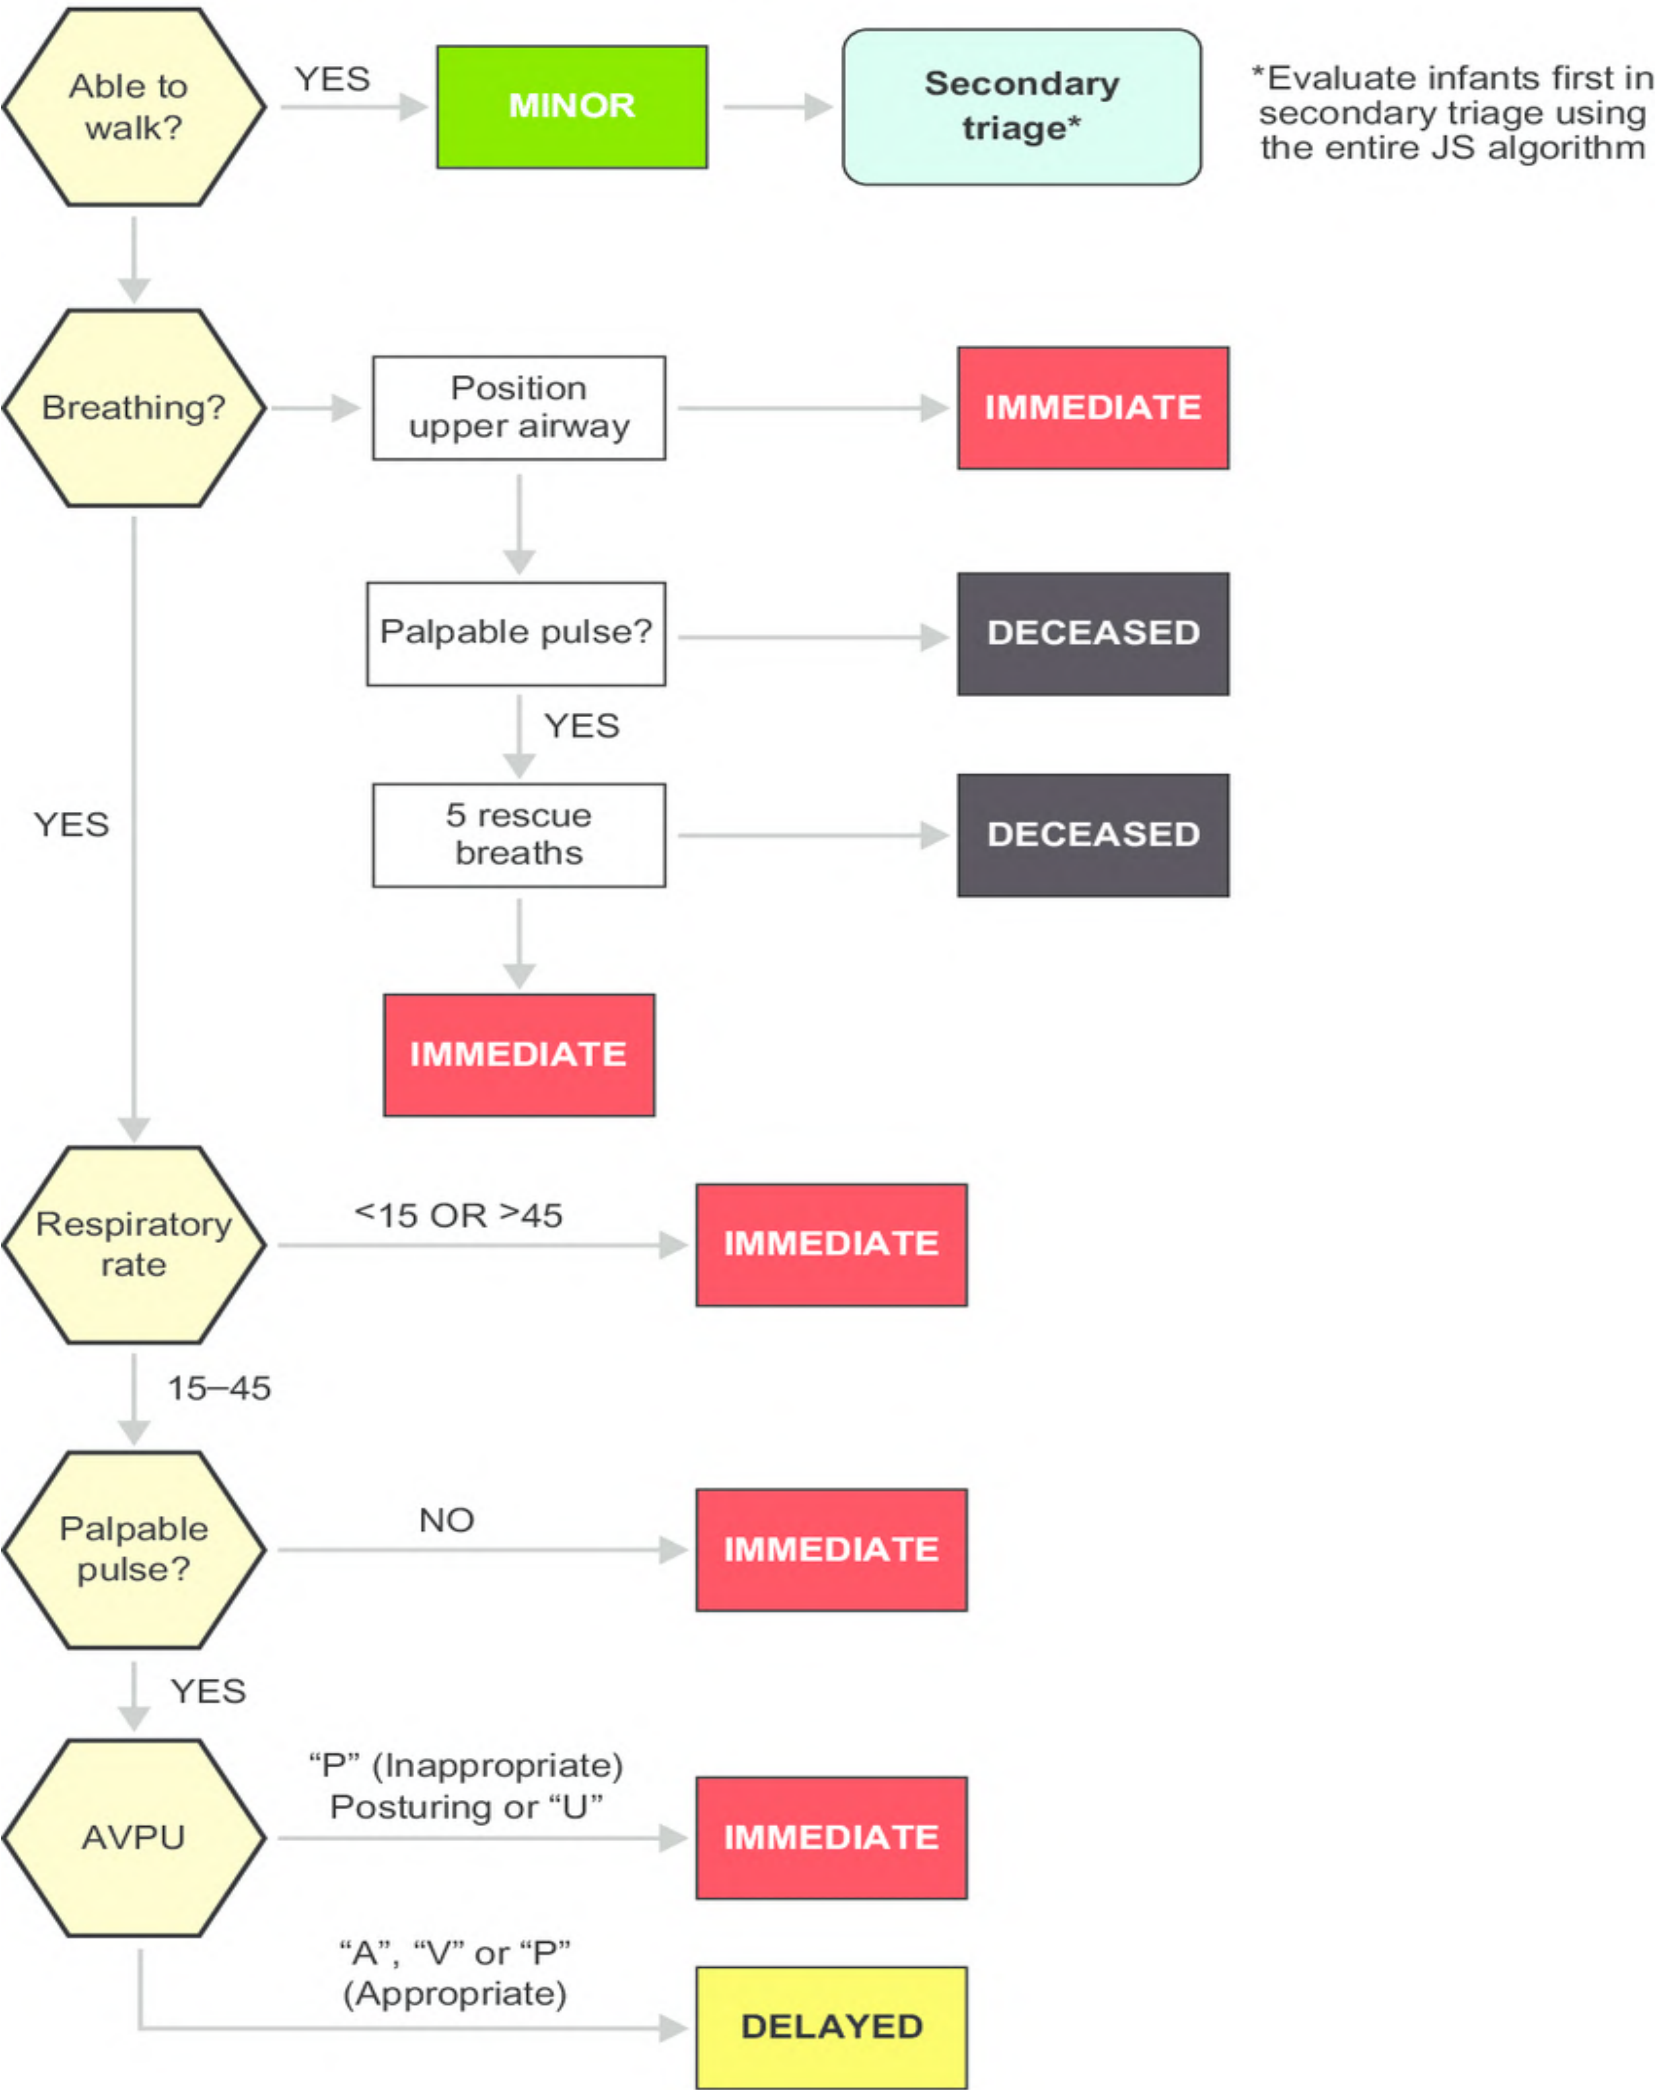 Able to
walk?
YES
MINOR
Secondary
triage*
*Evaluate infants first in
secondary triage using
the entire JS algorithm
Breathing?
Position
upper airway
IMMEDIATE
Palpable pulse?
DECEASED
YES
5 rescue
breaths
DECEASED
YES
IMMEDIATE
Respiratory
rate
<15 OR >45
IMMEDIATE
15–45
Palpable
pulse?
NO
IMMEDIATE
YES
AVPU
“P” (Inappropriate)
Posturing or “U”
IMMEDIATE
“A”, “V” or “P”
(Appropriate)
DELAYED